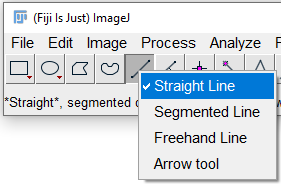 (Fiji Is Just) ImageJ
File Edit Image Process Analyze
*Straight*, segmented
Straight Line
Segmented Line
Freehand Line
Arrow tool